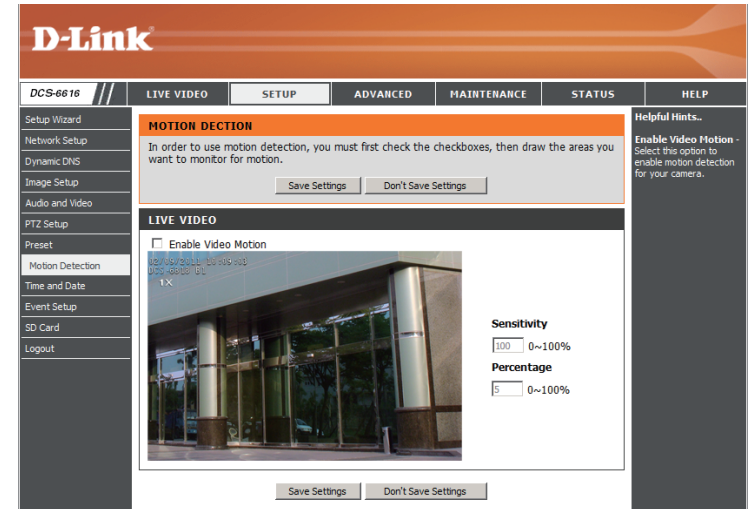 D-Link
DCS-6616
LIVE VIDEO
SETUP
ADVANCED
MAINTENANCE
STATUS
HELP
Setup Wizard
Network Setup
Dynamic DNS
Image Setup
Audio and Video
PTZ Setup
Preset
Motion Detection
Time and Date
Event Setup
SD Card
Logout
MOTION DECTION
In order to use motion detection, you must first check the checkboxes, then draw the areas you
want to monitor for motion.
Save Settings
Don't Save Settings
LIVE VIDEO
Enable Video Motion
1X
Sensitivity
100 0~100%
Percentage
5 0~100%
Save Settings
Don't Save Settings
Helpful Hints..
Enable Video Motion -
Select this option to
enable motion detection
for your camera.